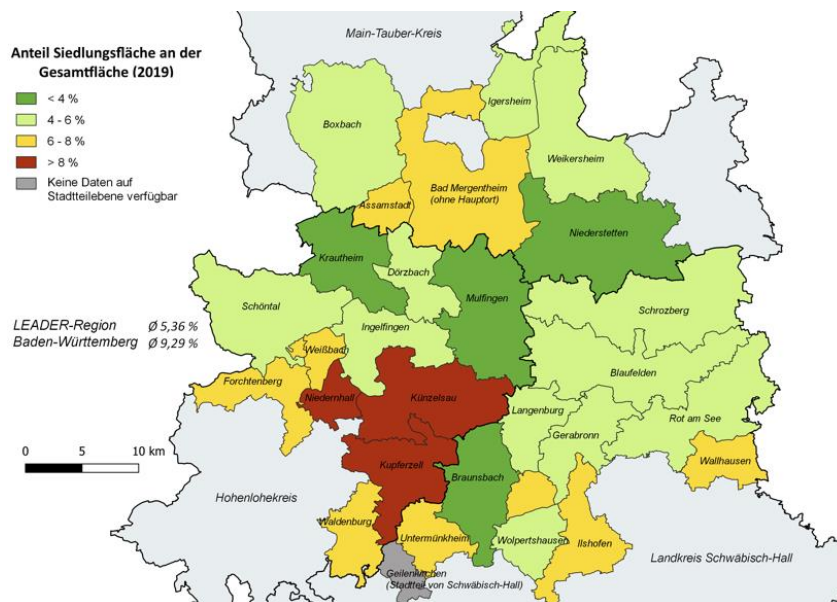 Anteil Siedlungsfläche an der
Gesamtfläche (2019)
< 4 %
4 - 6 %
6 - 8 %
> 8 %
Keine Daten auf
Stadtteilebene verfügbar
Main-Tauber-Kreis
Igersheim
Boxbach
Weikersheim
Bad Mergentheim
(ohne Hauptort)
Assamstadt
Niederstetten
Krautheim
Dörzbach
Mulfingen
Schöntal
Schrozberg
LEADER-Region Ø 5,36 %
Baden-Württemberg Ø 9,29 %
Ingelfingen
Weißbach
Forchtenberg
Niedernhall
Künzelsau
Blaufelden
Langenburg
Rot am See
Gerabronn
0 5 10 km
Kupferzell
Braunsbach
Wallhausen
Hohenlohekreis
Waldenburg
Untermünkheim
Wolpertshausen
Ilshofen
Landkreis Schwäbisch-Hall
Geilenkirchen
(Stadtteil von Schwäbisch-Hall)